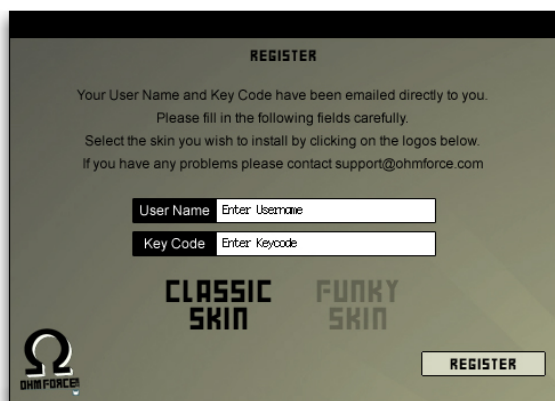 REGISTER
Your User Name and Key Code have been emailed directly to you.
Please fill in the following fields carefully.
Select the skin you wish to install by clicking on the logos below.
If you have any problems please contact support@ohmforce.com
User Name Enter Username
Key Code Enter Keycode
CLASSIC FUNKY
SKIN SKIN
OHM FORCE
REGISTER